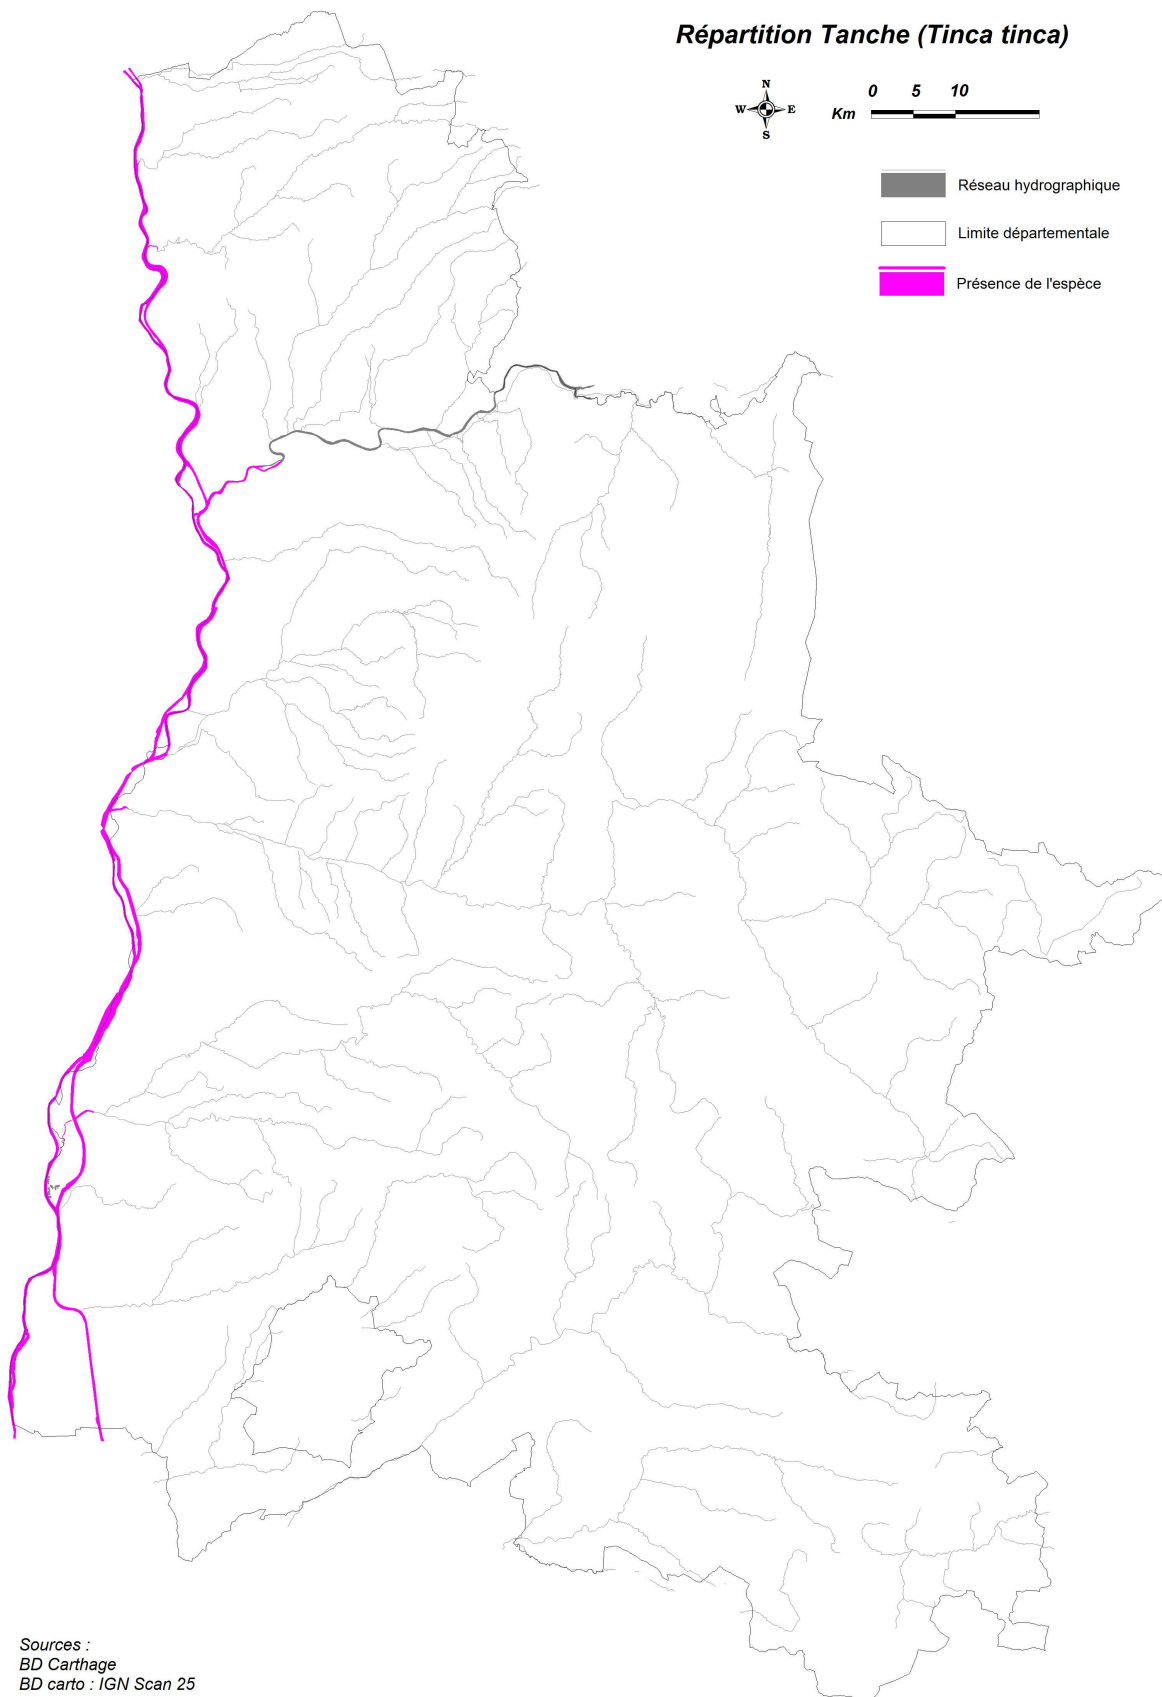 Répartition Tanche (Tinca tinca)
N
W E
S
0 5 10
Km
Réseau hydrographique
Limite départementale
Présence de l'espèce
Sources :
BD Carthage
BD carto : IGN Scan 25